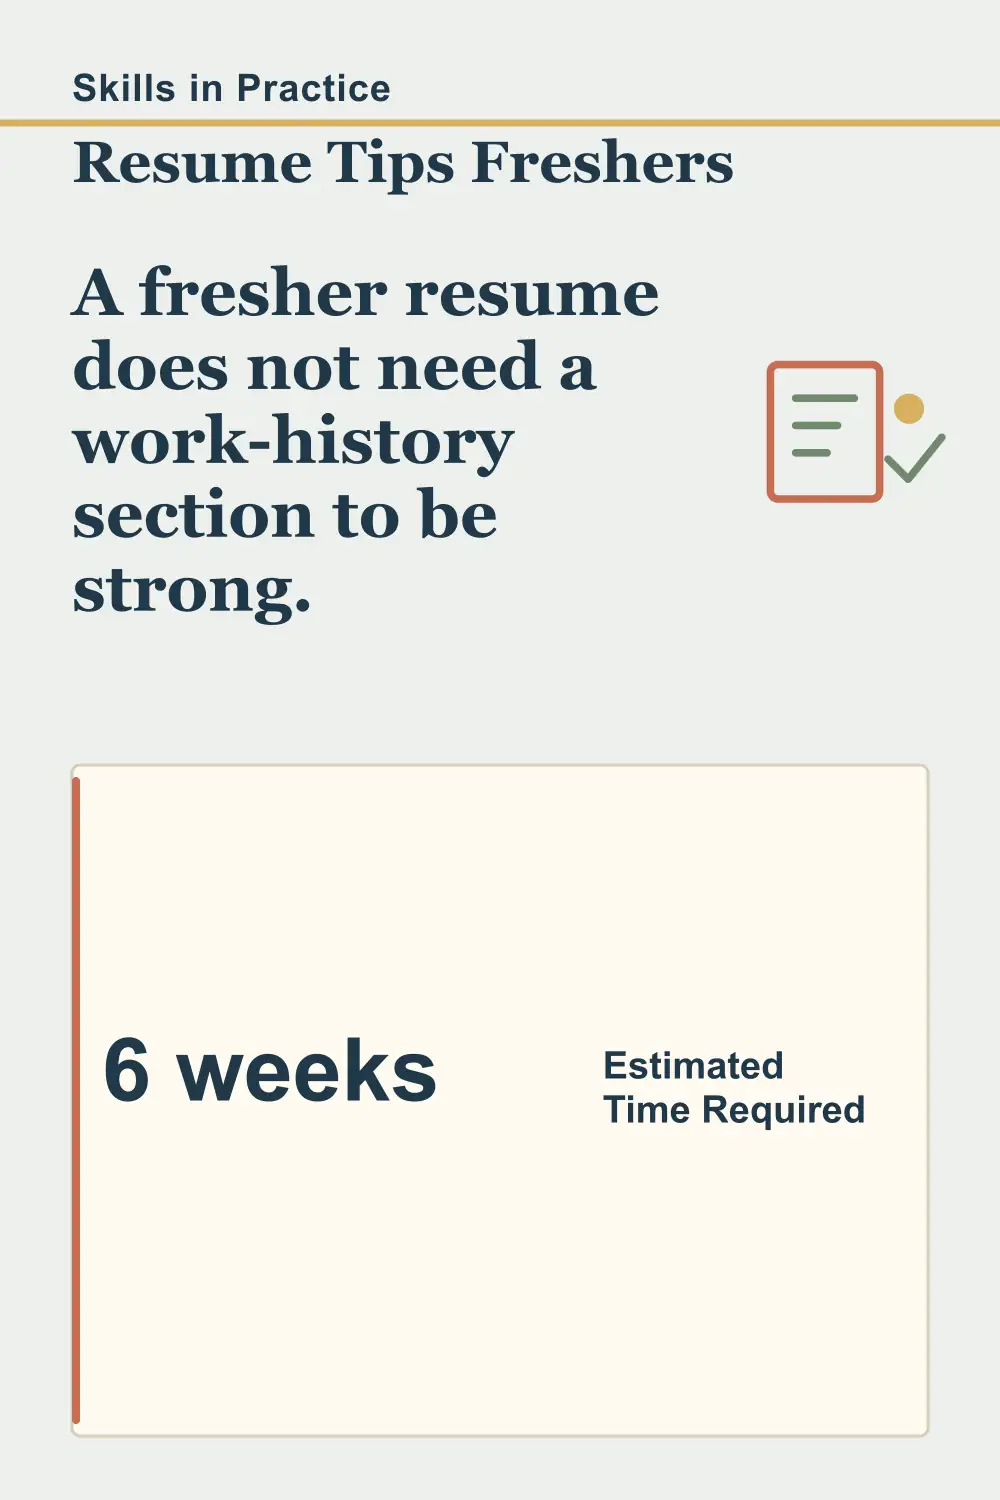 Skills in Practice
Resume Tips Freshers
A fresher resume
does not need a
work-history
section to be
strong.
6 weeks
Estimated
Time Required